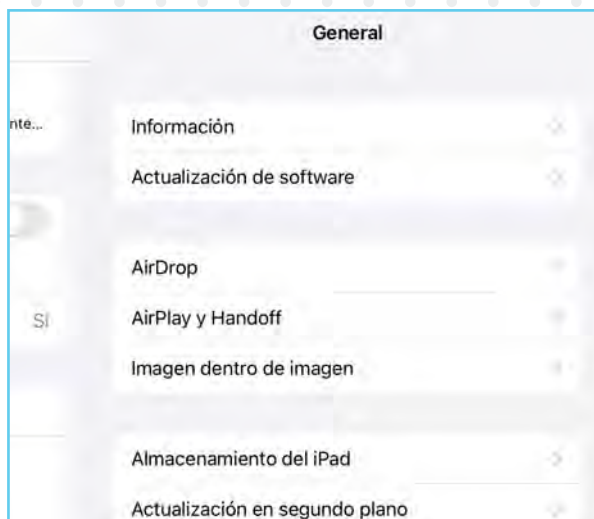 General
nte...
Información
Actualización de software
AirDrop
SÍ
AirPlay y Handoff
Imagen dentro de imagen
Almacenamiento del iPad
Actualización en segundo plano